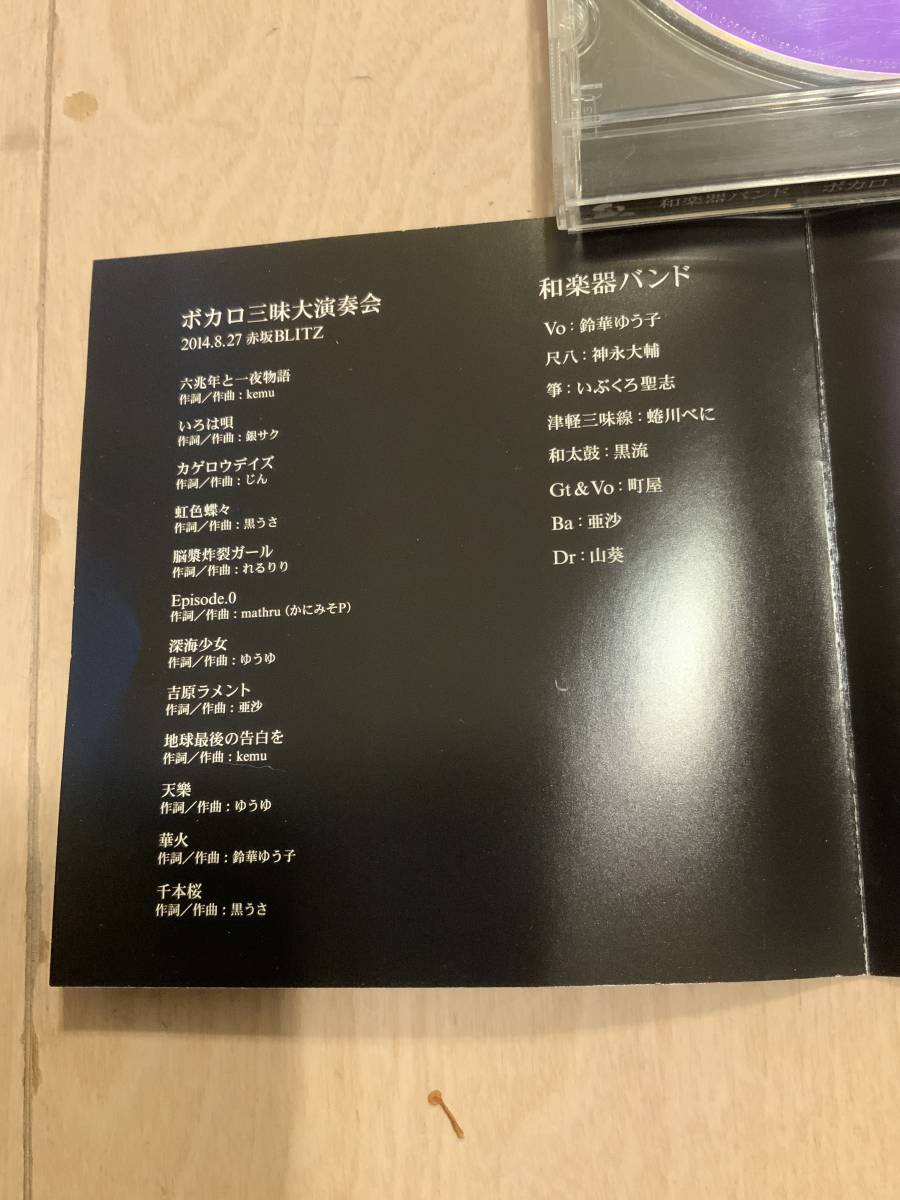 和楽器バンド ボカロ
ボカロ三昧大演奏会
2014.8.27 赤坂BLITZ
六兆年と一夜物語
作詞／作曲：kemu
いろは唄
作詞／作曲：銀サク
カゲロウデイズ
作詞／作曲：じん
虹色蝶々
作詞／作曲：黒うさ
脳漿炸裂ガール
作詞／作曲：れるりり
Episode.0
作詞／作曲：mathru（かにみそP）
深海少女
作詞／作曲：ゆうゆ
吉原ラメント
作詞／作曲：亜沙
地球最後の告白を
作詞／作曲：kemu
天樂
作詞／作曲：ゆうゆ
華火
作詞／作曲：鈴華ゆう子
千本桜
作詞／作曲：黒うさ
和楽器バンド
Vo：鈴華ゆう子
尺八：神永大輔
箏：いぶくろ聖志
津軽三味線：蜷川べに
和太鼓：黒流
Gt＆Vo：町屋
Ba：亜沙
Dr：山葵